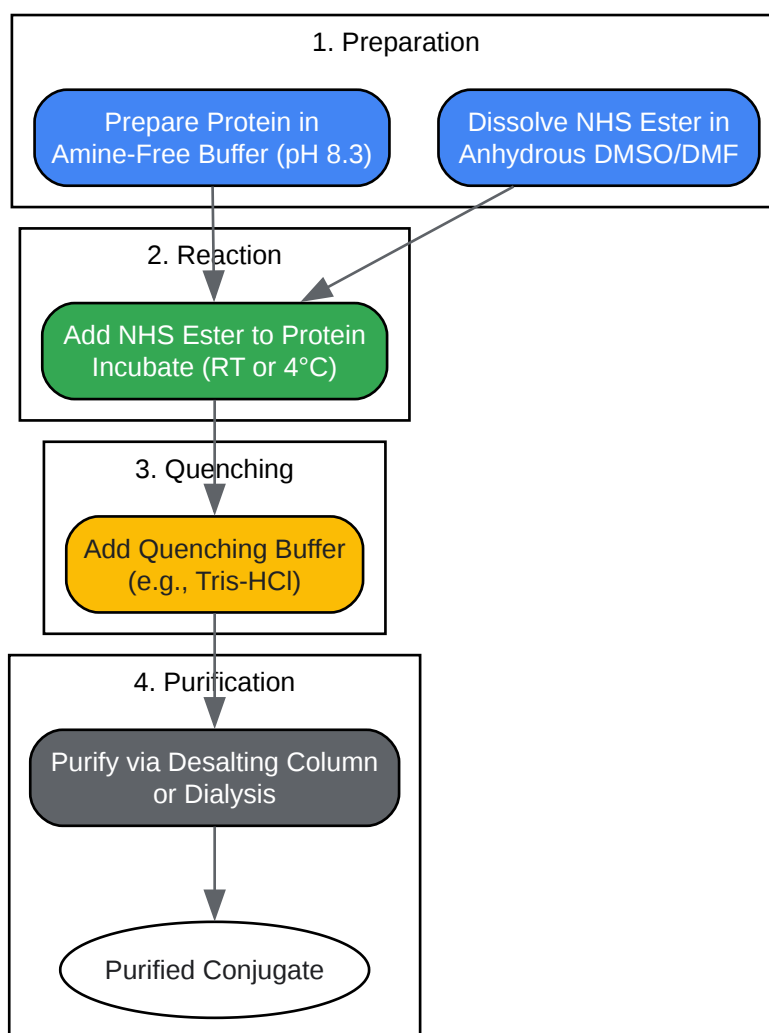 1. Preparation
Prepare Protein in
Amine-Free Buffer (pH 8.3)
Dissolve NHS Ester in
Anhydrous DMSO/DMF
2. Reaction
Add NHS Ester to Protein
Incubate (RT or 4°C)
3. Quenching
Add Quenching Buffer
(e.g., Tris-HCl)
4. Purification
Purify via Desalting Column
or Dialysis
Purified Conjugate